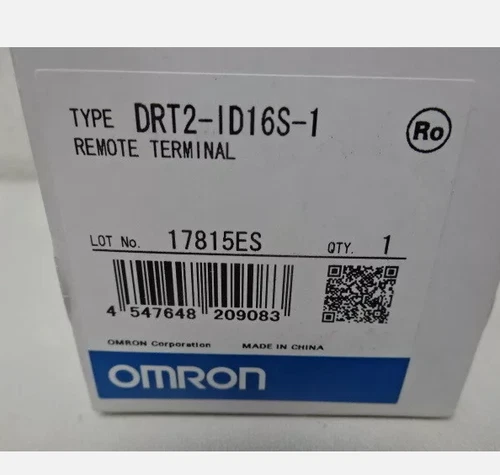 TYPE DRT2-ID16S-1
Ro
REMOTE TERMINAL
LOT No. 17815ES QTY. 1
4 547648 209083
OMRON Corporation MADE IN CHINA
OMRON